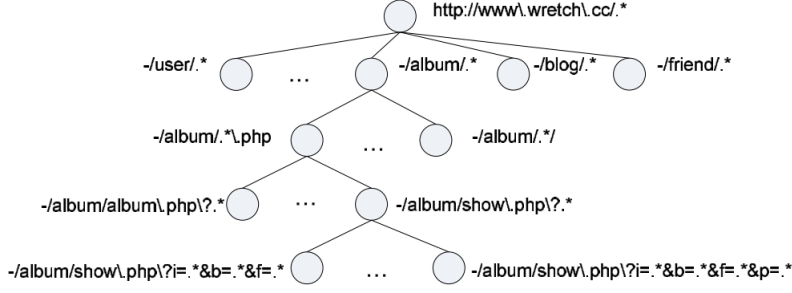 http://www\.wretch\.cc/.*
-/user/.* ... -/album/.* -/blog/.* -/friend/.*
-/album/.*\.php ... -/album/.*/
-/album/album\.php\?.* ... -/album/show\.php\?.*
-/album/show\.php\?i=.*&b=.*&f=.* ... -/album/show\.php\?i=.*&b=.*&f=.*&p=.*